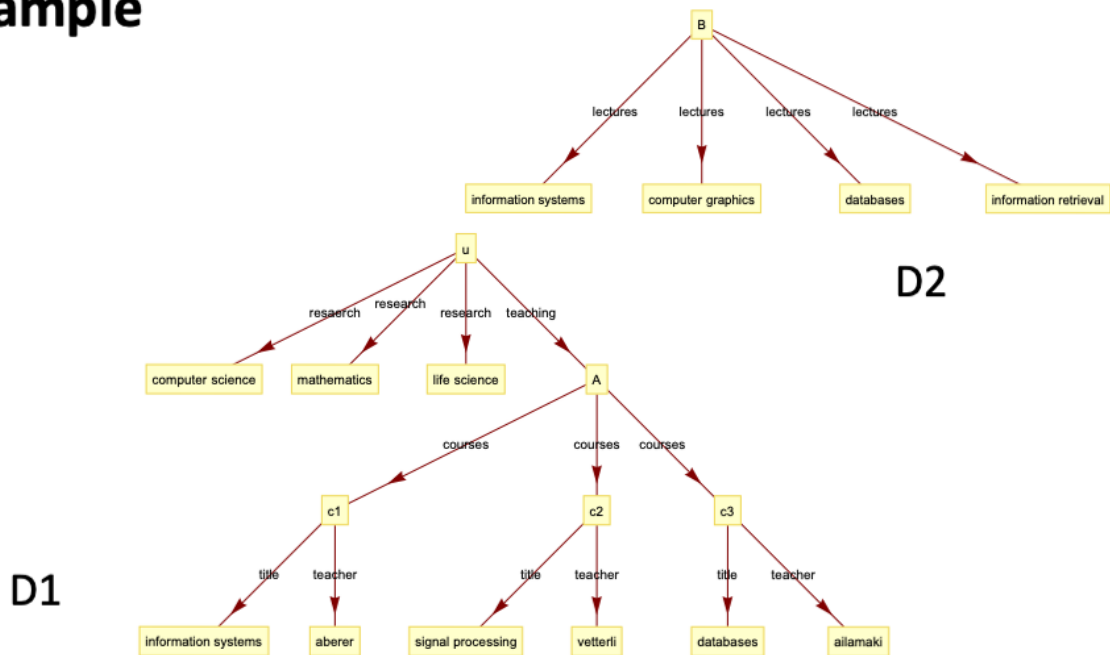 ample
B
lectures lectures lectures lectures
information systems computer graphics databases information retrieval
u
D2
resaerch research research teaching
computer science mathematics life science A
courses courses courses
c1 c2 c3
title teacher title teacher title teacher
D1
information systems aberer signal processing vetterli databases ailamaki